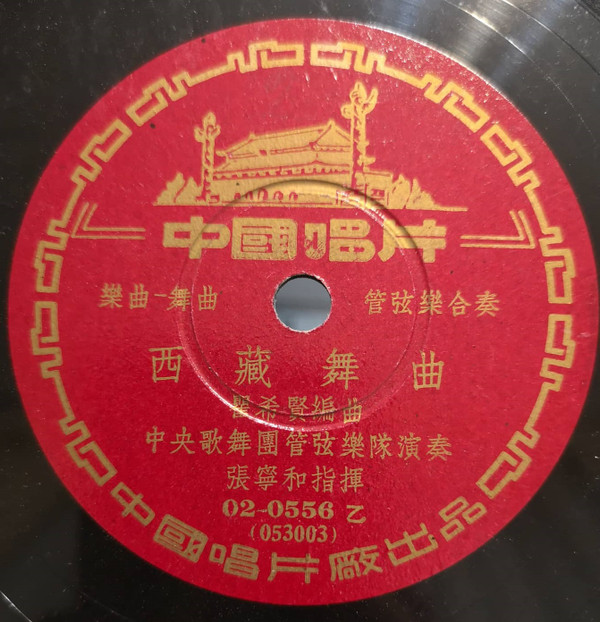 中國唱片
樂曲-舞曲
管弦樂合奏
西藏舞曲
瞿希賢編曲
中央歌舞團管弦樂隊演奏
張寧和指揮
02-0556 乙
(053003)
中國唱片廠出品